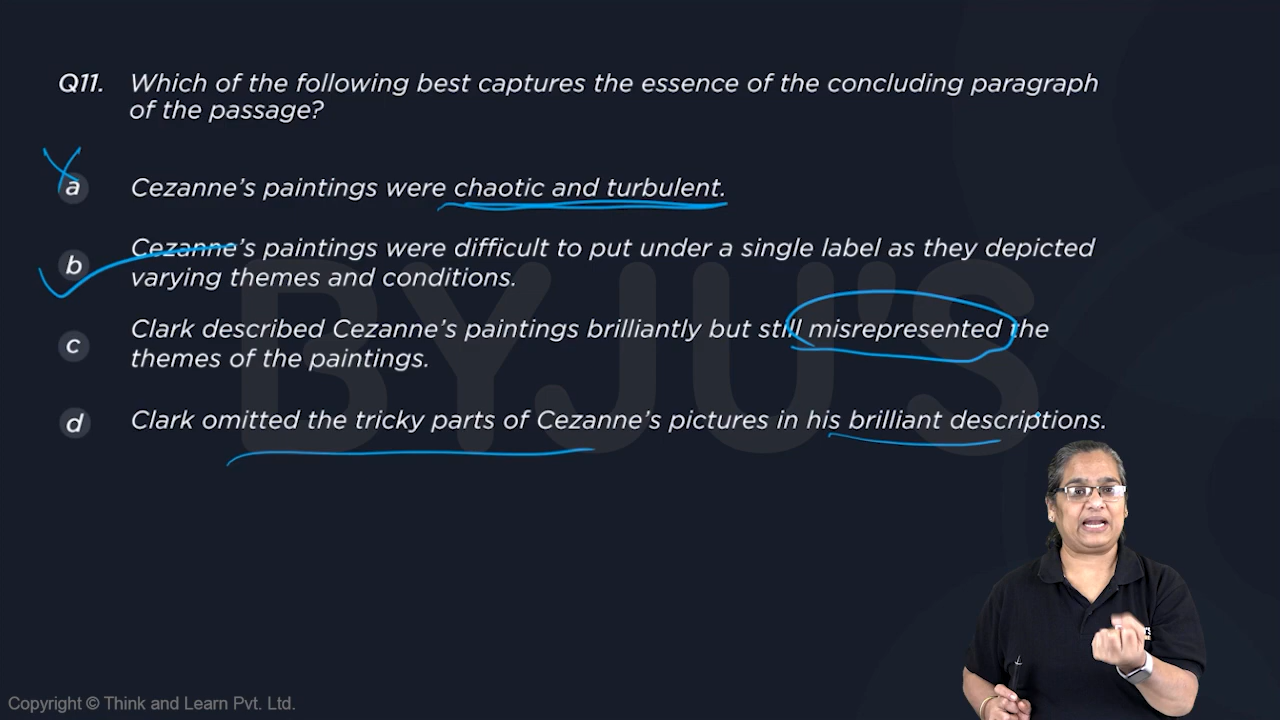 Q11. Which of the following best captures the essence of the concluding paragraph
of the passage?
a Cezanne's paintings were chaotic and turbulent.
b Cezanne's paintings were difficult to put under a single label as they depicted
varying themes and conditions.
c Clark described Cezanne's paintings brilliantly but still misrepresented the
themes of the paintings.
d Clark omitted the tricky parts of Cezanne's pictures in his brilliant descriptions.
BYJU'S
Copyright © Think and Learn Pvt. Ltd.